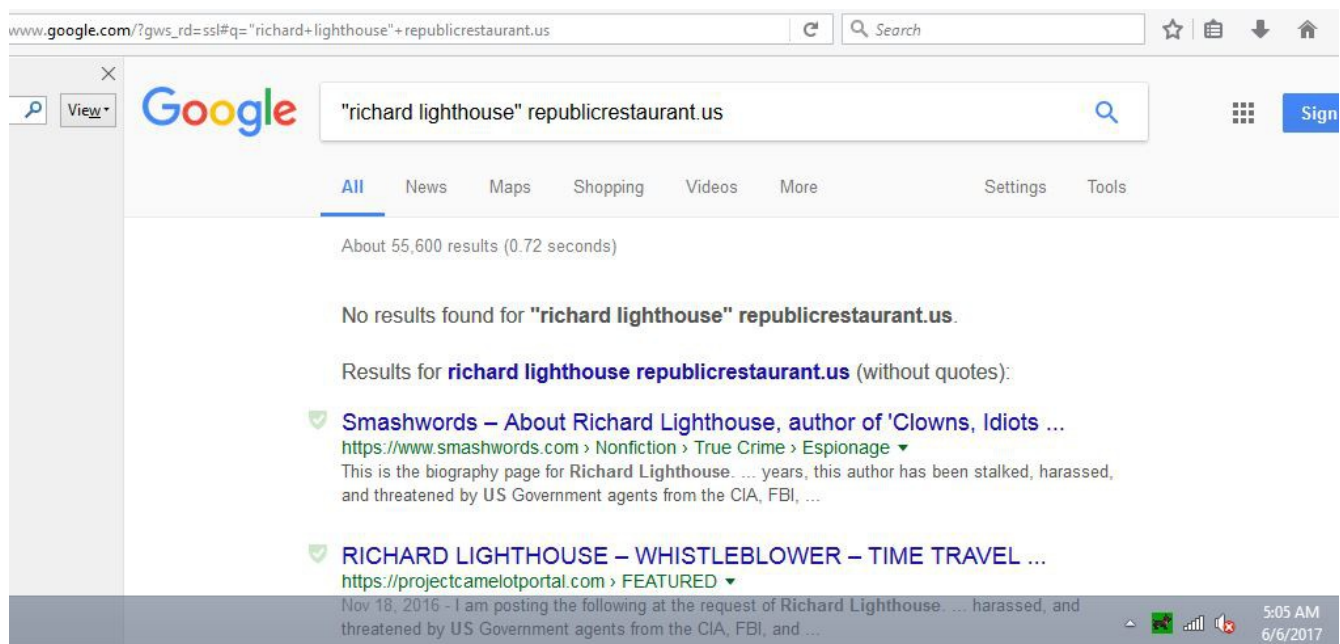 www.google.com/?gws_rd=ssl#q="richard+lighthouse"+republicrestaurant.us
Search
View
Google
"richard lighthouse" republicrestaurant.us
Sign
All News Maps Shopping Videos More Settings Tools
About 55,600 results (0.72 seconds)
No results found for "richard lighthouse" republicrestaurant.us.
Results for richard lighthouse republicrestaurant.us (without quotes):
Smashwords – About Richard Lighthouse, author of 'Clowns, Idiots ...
https://www.smashwords.com › Nonfiction › True Crime › Espionage
This is the biography page for Richard Lighthouse. ... years, this author has been stalked, harassed,
and threatened by US Government agents from the CIA, FBI, ...
RICHARD LIGHTHOUSE – WHISTLEBLOWER – TIME TRAVEL ...
https://projectcamelotportal.com › FEATURED
Nov 18, 2016 - I am posting the following at the request of Richard Lighthouse. ... harassed, and
threatened by US Government agents from the CIA, FBI, and ...
5:05 AM
6/6/2017